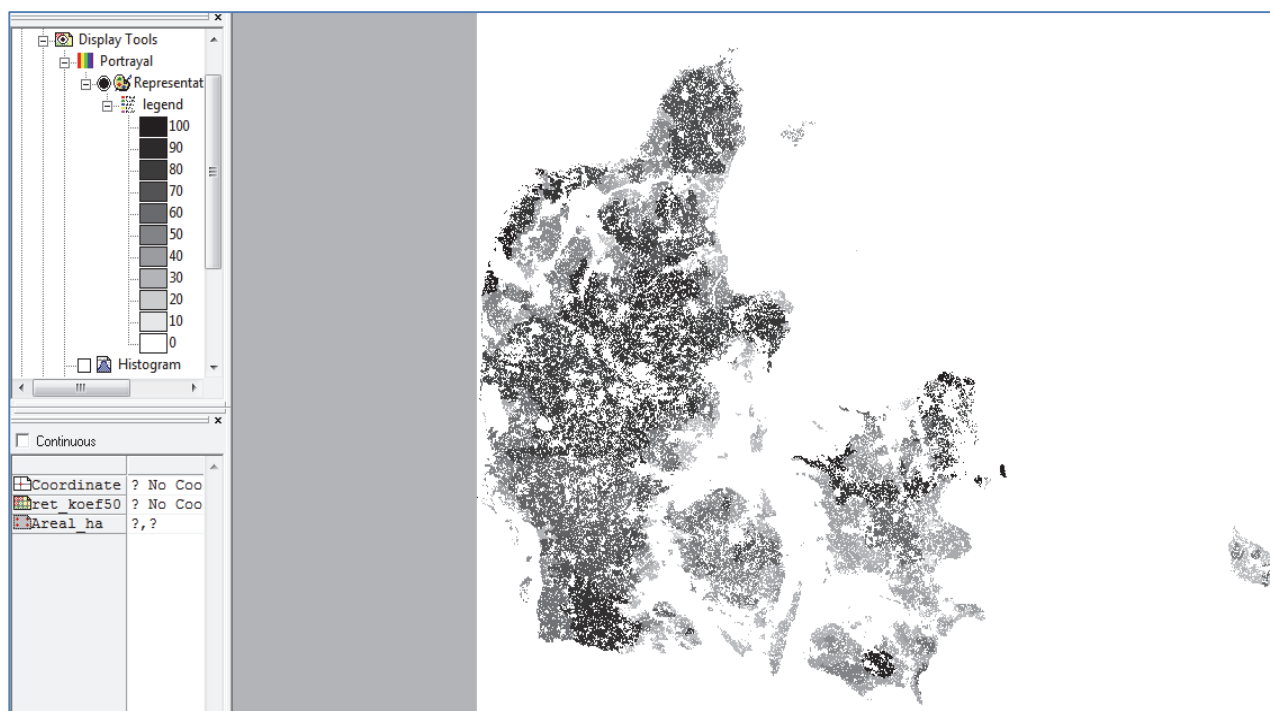 Display Tools
Portrayal
Representat
legend
100
90
80
70
60
50
40
30
20
10
0
Histogram
Continuous
Coordinate ? No Coo
ret_koef50 ? No Coo
Areal_ha ?,?